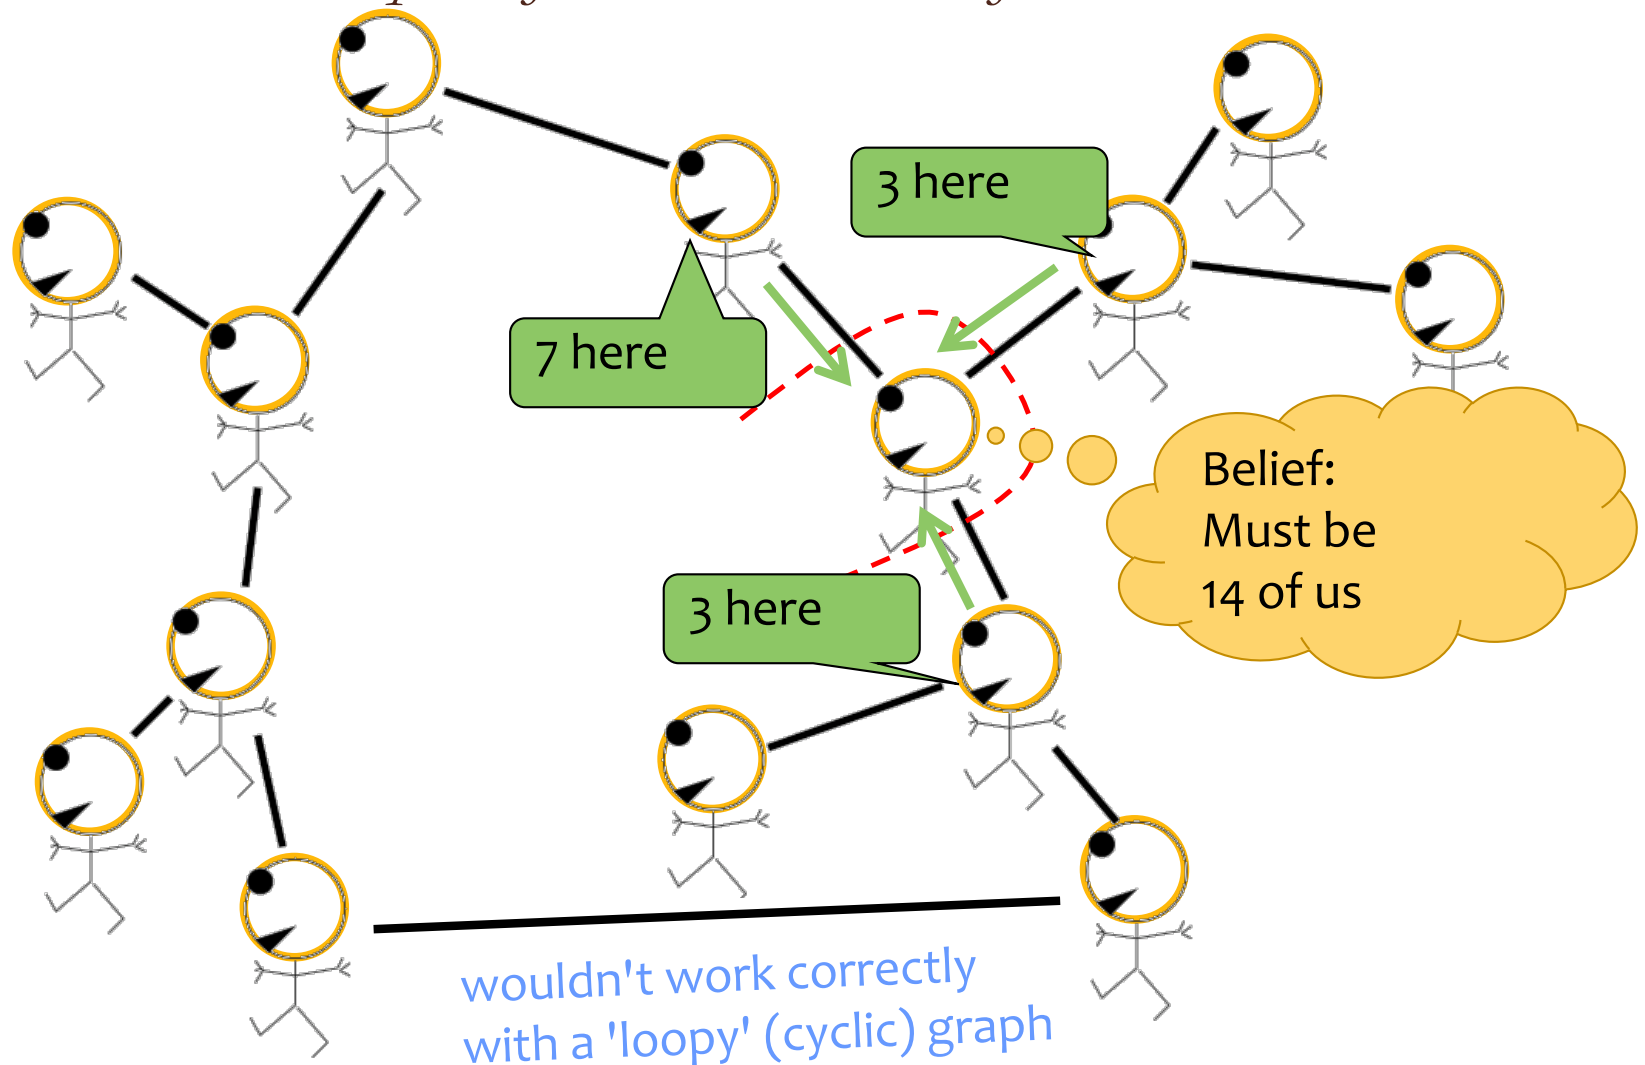 3 here
7 here
Belief:
Must be
14 of us
3 here
wouldn't work correctly
with a 'loopy' (cyclic) graph